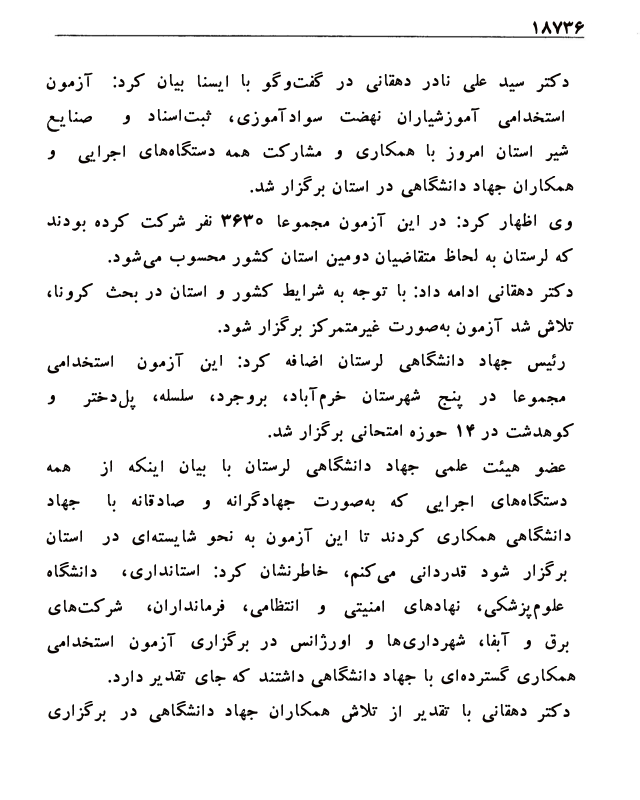 ۱۸۷۳۶
دکتر سید علی نادر دهقانی در گفت‌وگو با ایسنا بیان کرد: آزمون
استخدامی آموزشیاران نهضت سوادآموزی، ثبت‌اسناد و صنایع
شیر استان امروز با همکاری و مشارکت همه دستگاه‌های اجرایی و
همکاران جهاد دانشگاهی در استان برگزار شد.
وی اظهار کرد: در این آزمون مجموعا ۳۶۳۰ نفر شرکت کرده بودند
که لرستان به لحاظ متقاضیان دومین استان کشور محسوب می‌شود.
دکتر دهقانی ادامه داد: با توجه به شرایط کشور و استان در بحث کرونا،
تلاش شد آزمون به‌صورت غیرمتمرکز برگزار شود.
رئیس جهاد دانشگاهی لرستان اضافه کرد: این آزمون استخدامی
مجموعا در پنج شهرستان خرم‌آباد، بروجرد، سلسله، پل‌دختر و
کوهدشت در ۱۴ حوزه امتحانی برگزار شد.
عضو هیئت علمی جهاد دانشگاهی لرستان با بیان اینکه از همه
دستگاه‌های اجرایی که به‌صورت جهادگرانه و صادقانه با جهاد
دانشگاهی همکاری کردند تا این آزمون به نحو شایسته‌ای در استان
برگزار شود قدردانی می‌کنم، خاطرنشان کرد: استانداری، دانشگاه
علوم‌پزشکی، نهادهای امنیتی و انتظامی، فرمانداران، شرکت‌های
برق و آبفا، شهرداری‌ها و اورژانس در برگزاری آزمون استخدامی
همکاری گسترده‌ای با جهاد دانشگاهی داشتند که جای تقدیر دارد.
دکتر دهقانی با تقدیر از تلاش همکاران جهاد دانشگاهی در برگزاری